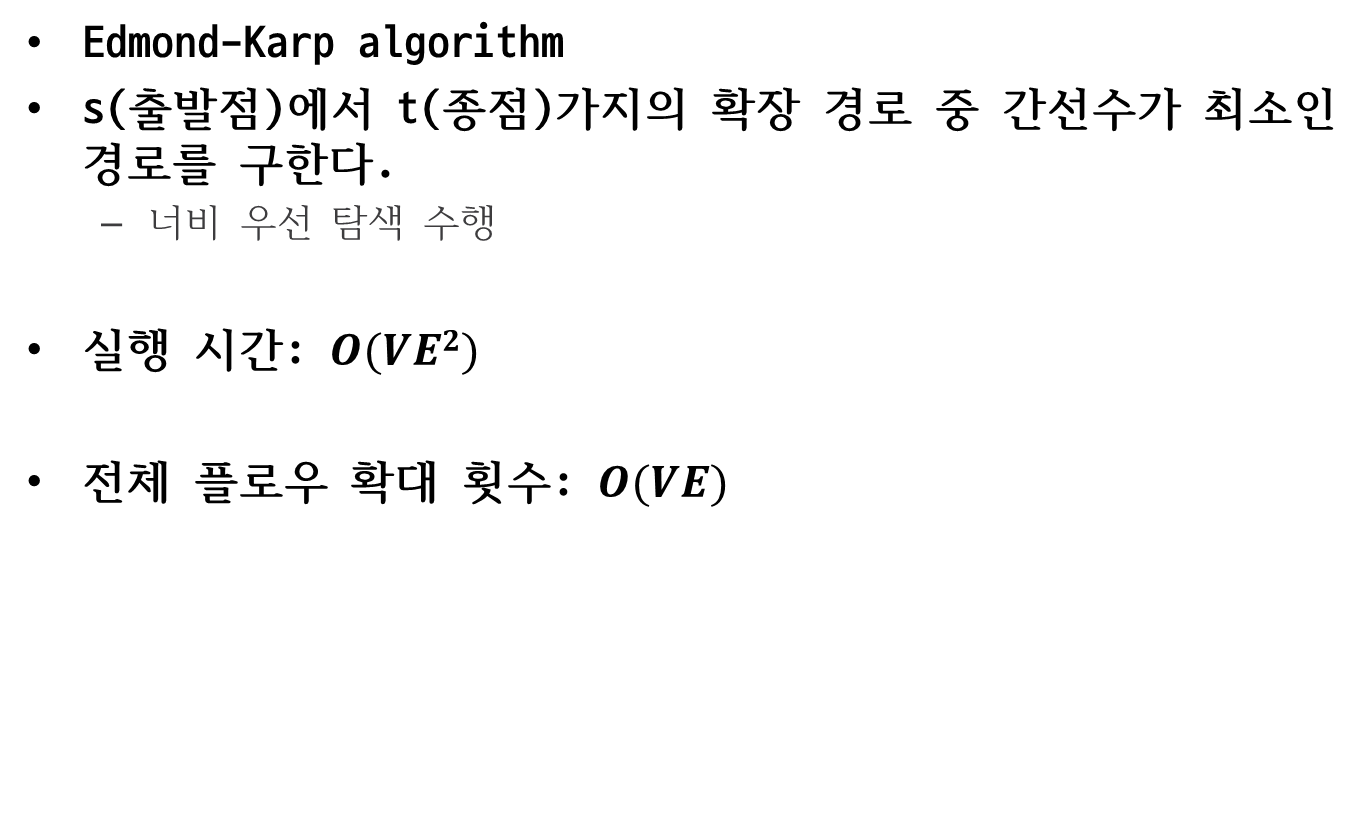 • Edmond-Karp algorithm
• s(출발점)에서 t(종점)가지의 확장 경로 중 간선수가 최소인
경로를 구한다.
– 너비 우선 탐색 수행
• 실행 시간: O(VE²)
• 전체 플로우 확대 횟수: O(VE)